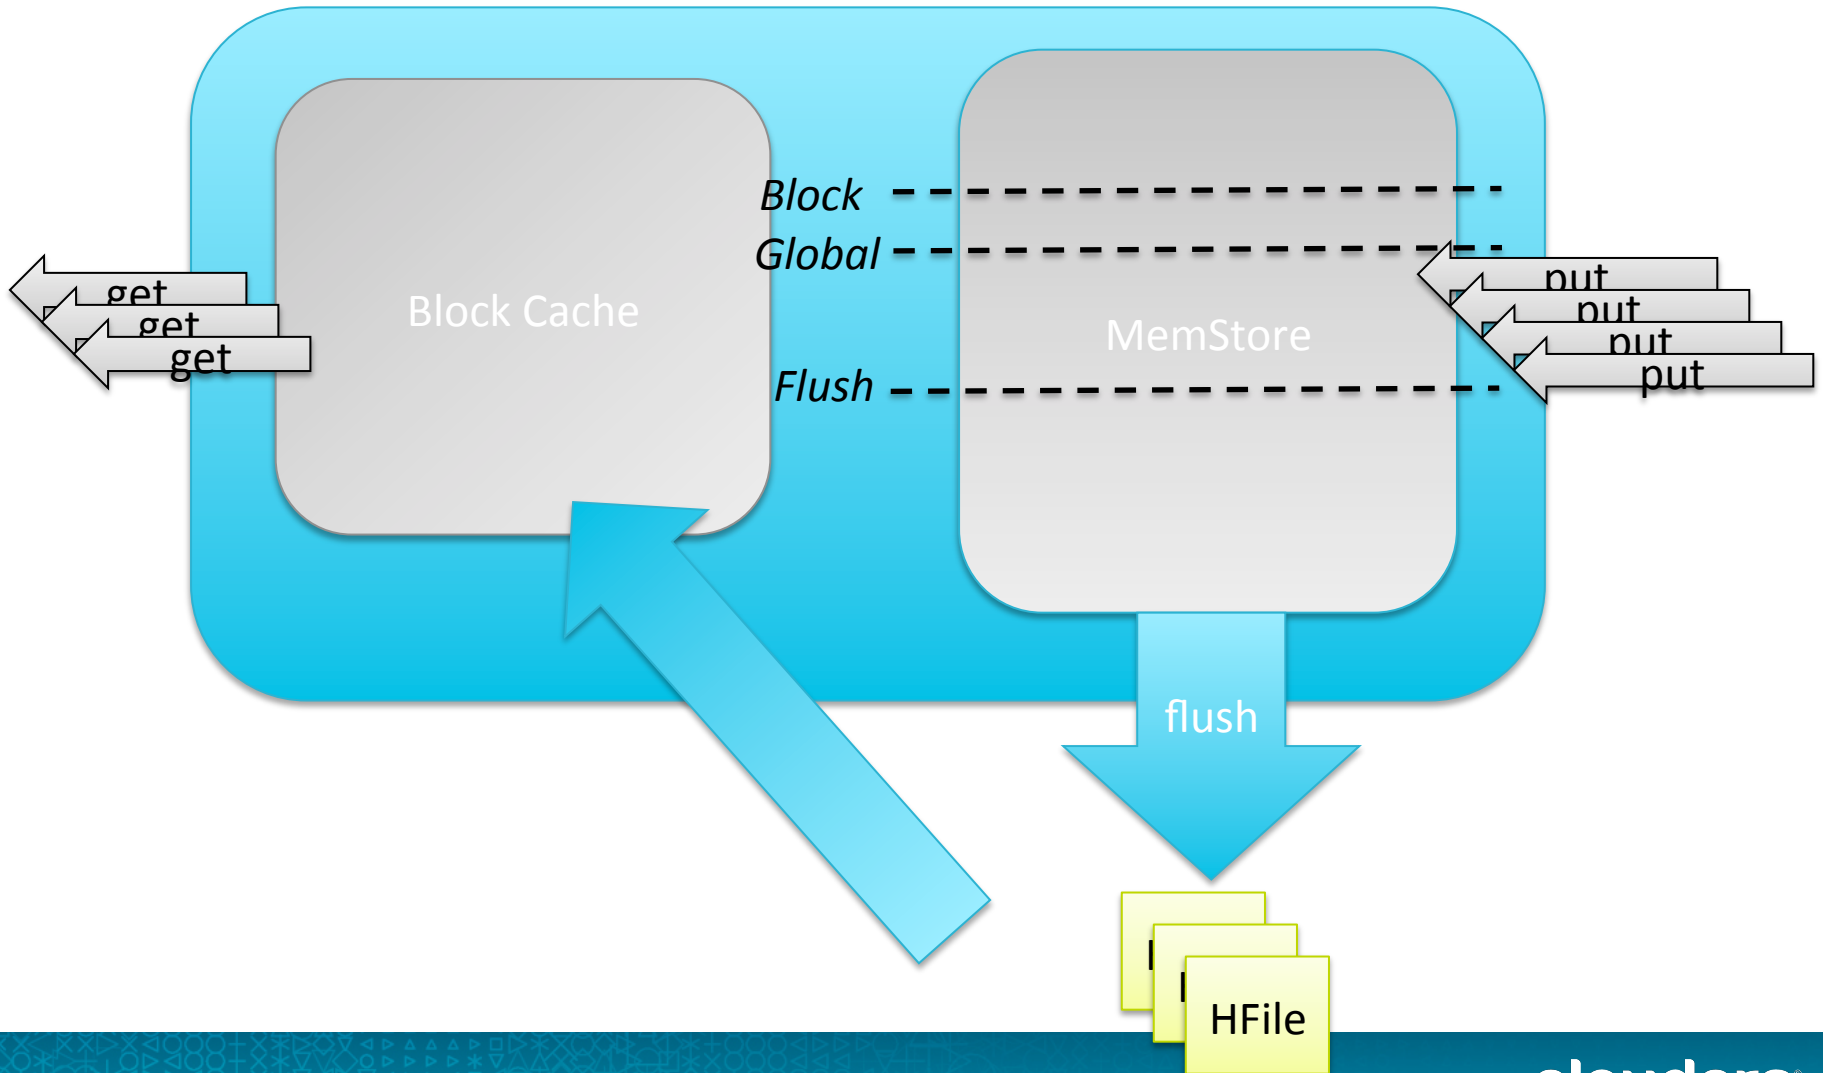 Block
Global
Flush
Block Cache
MemStore
get
get
get
put
put
put
put
flush
HFile